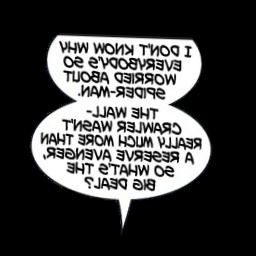 I DON'T KNOW WHY
EVERYBODY'S SO
WORRIED ABOUT
SPIDER-MAN.
THE WALL-
CRAWLER WASN'T
REALLY MUCH MORE THAN
A RESERVE AVENGER,
SO WHAT'S THE
BIG DEAL?